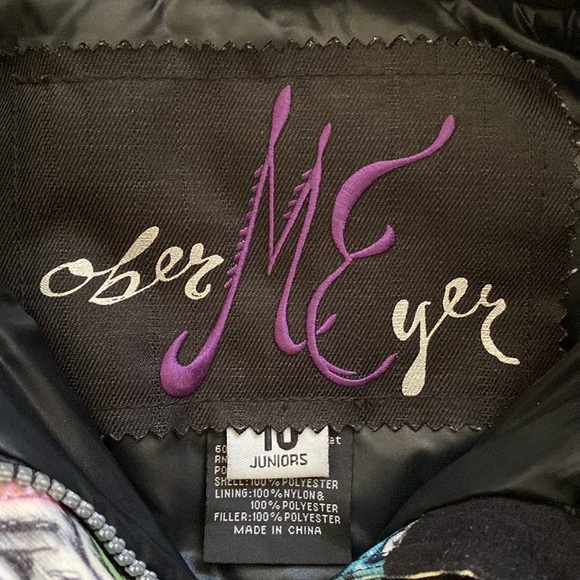 oberMEyer
10
JUNIORS
SHELL:100% POLYESTER
LINING:100% NYLON&
100% POLYESTER
FILLER:100% POLYESTER
MADE IN CHINA